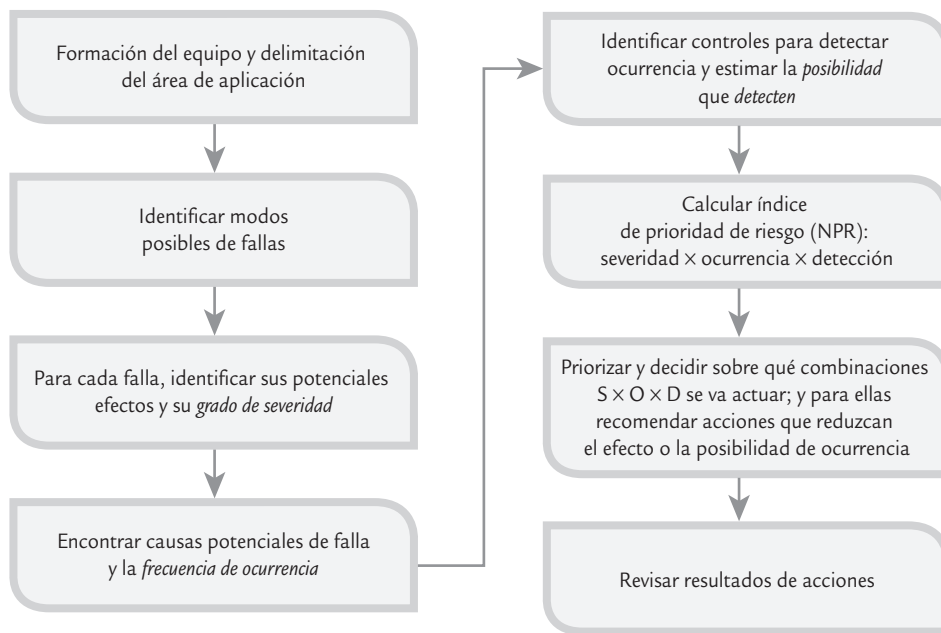 Formación del equipo y delimitación
del área de aplicación
Identificar modos
posibles de fallas
Para cada falla, identificar sus potenciales
efectos y su grado de severidad
Encontrar causas potenciales de falla
y la frecuencia de ocurrencia
Identificar controles para detectar
ocurrencia y estimar la posibilidad
que detecten
Calcular índice
de prioridad de riesgo (NPR):
severidad × ocurrencia × detección
Priorizar y decidir sobre qué combinaciones
S × O × D se va actuar; y para ellas
recomendar acciones que reduzcan
el efecto o la posibilidad de ocurrencia
Revisar resultados de acciones